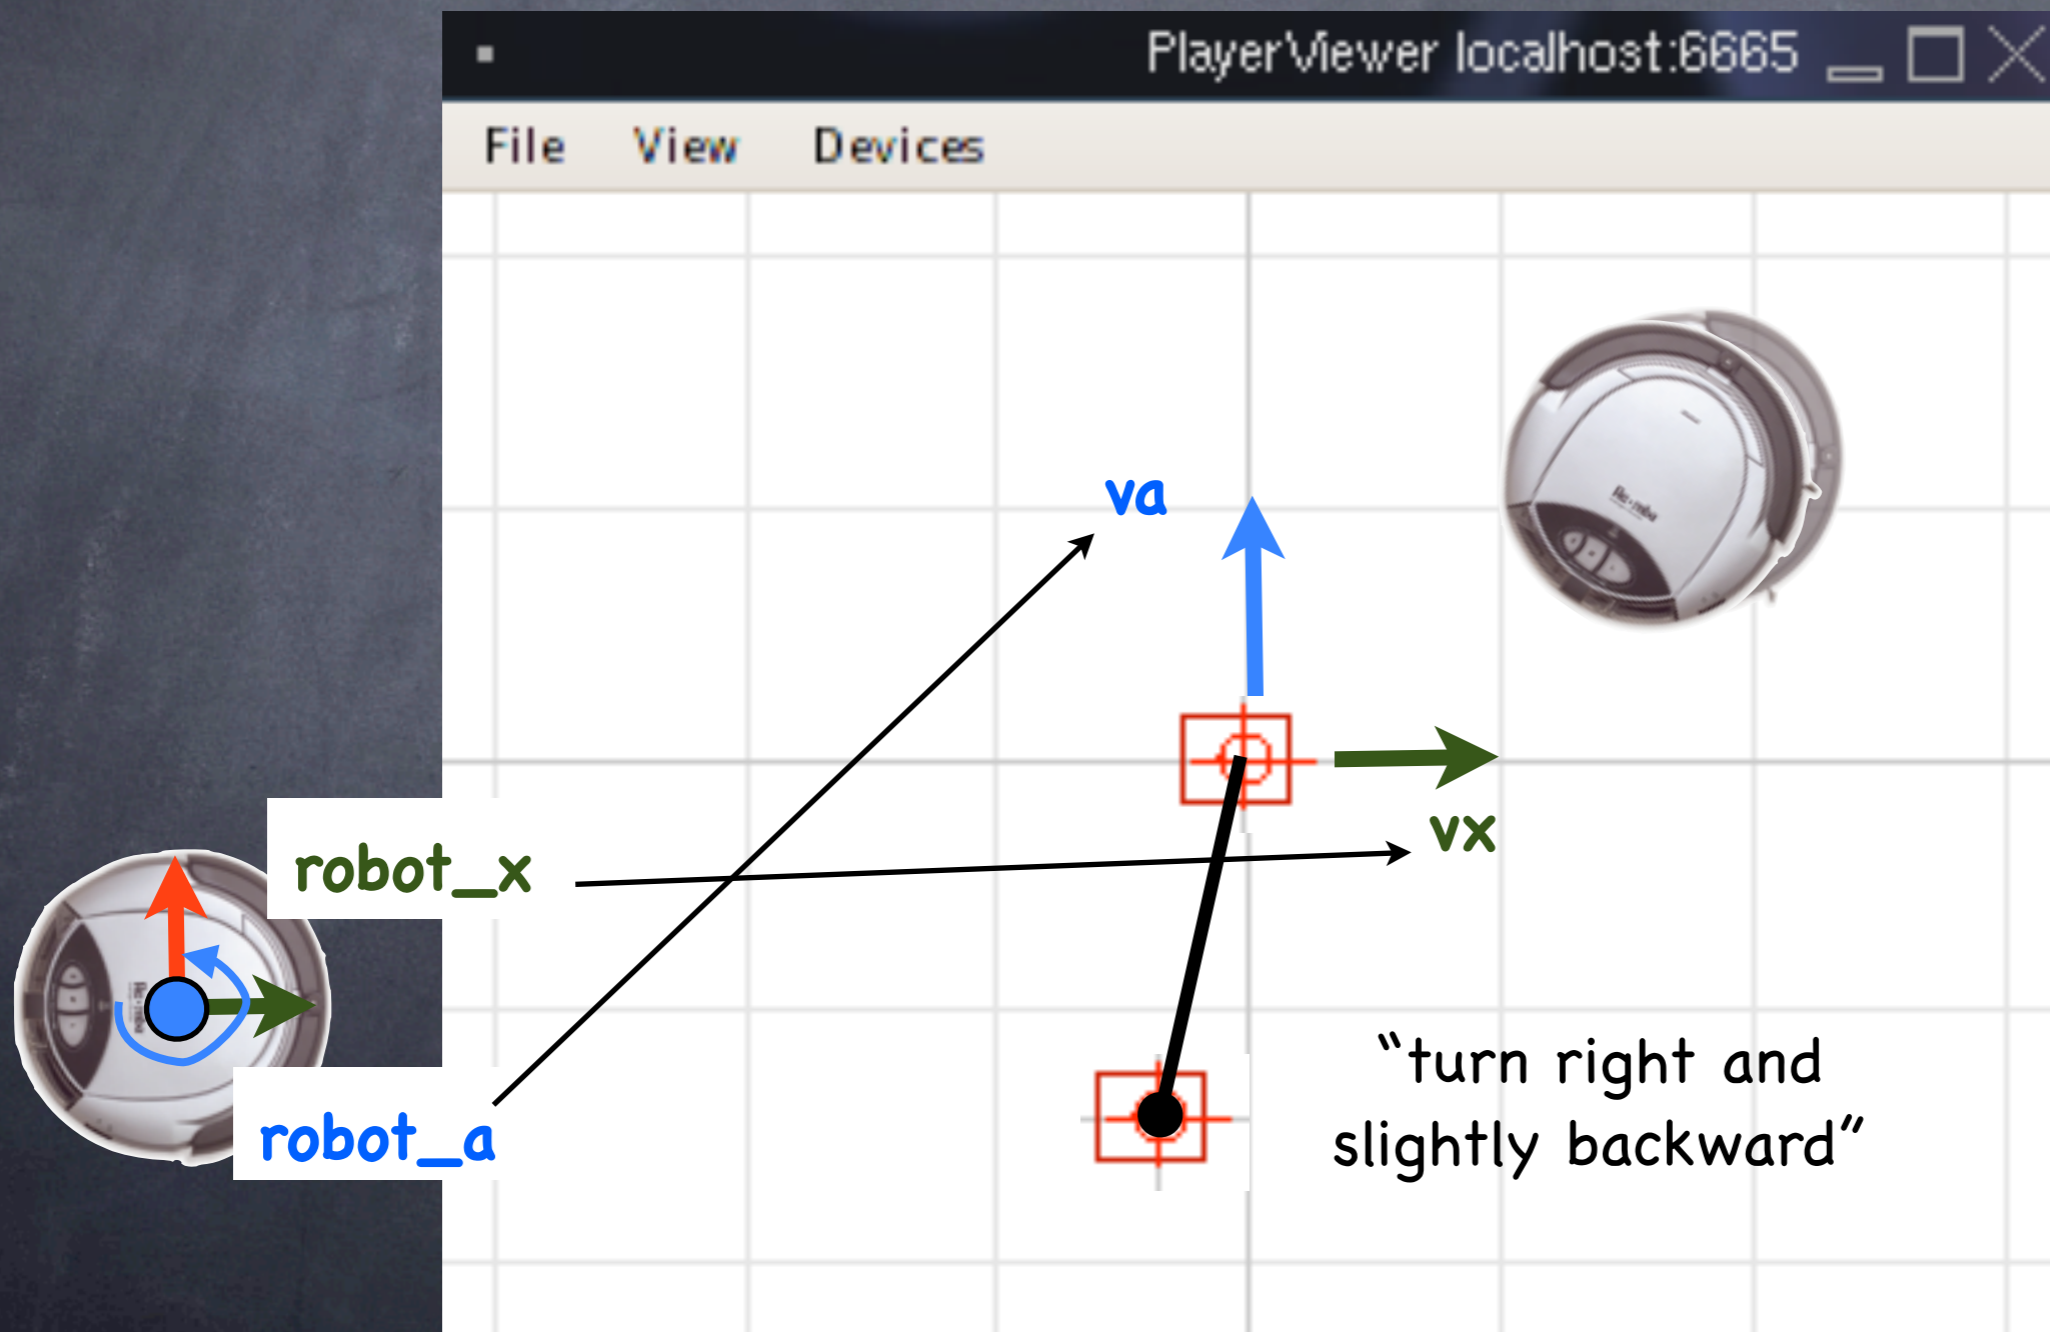 PlayerViewer localhost:6665
File View Devices
va
vx
robot_x
robot_a
“turn right and
slightly backward”